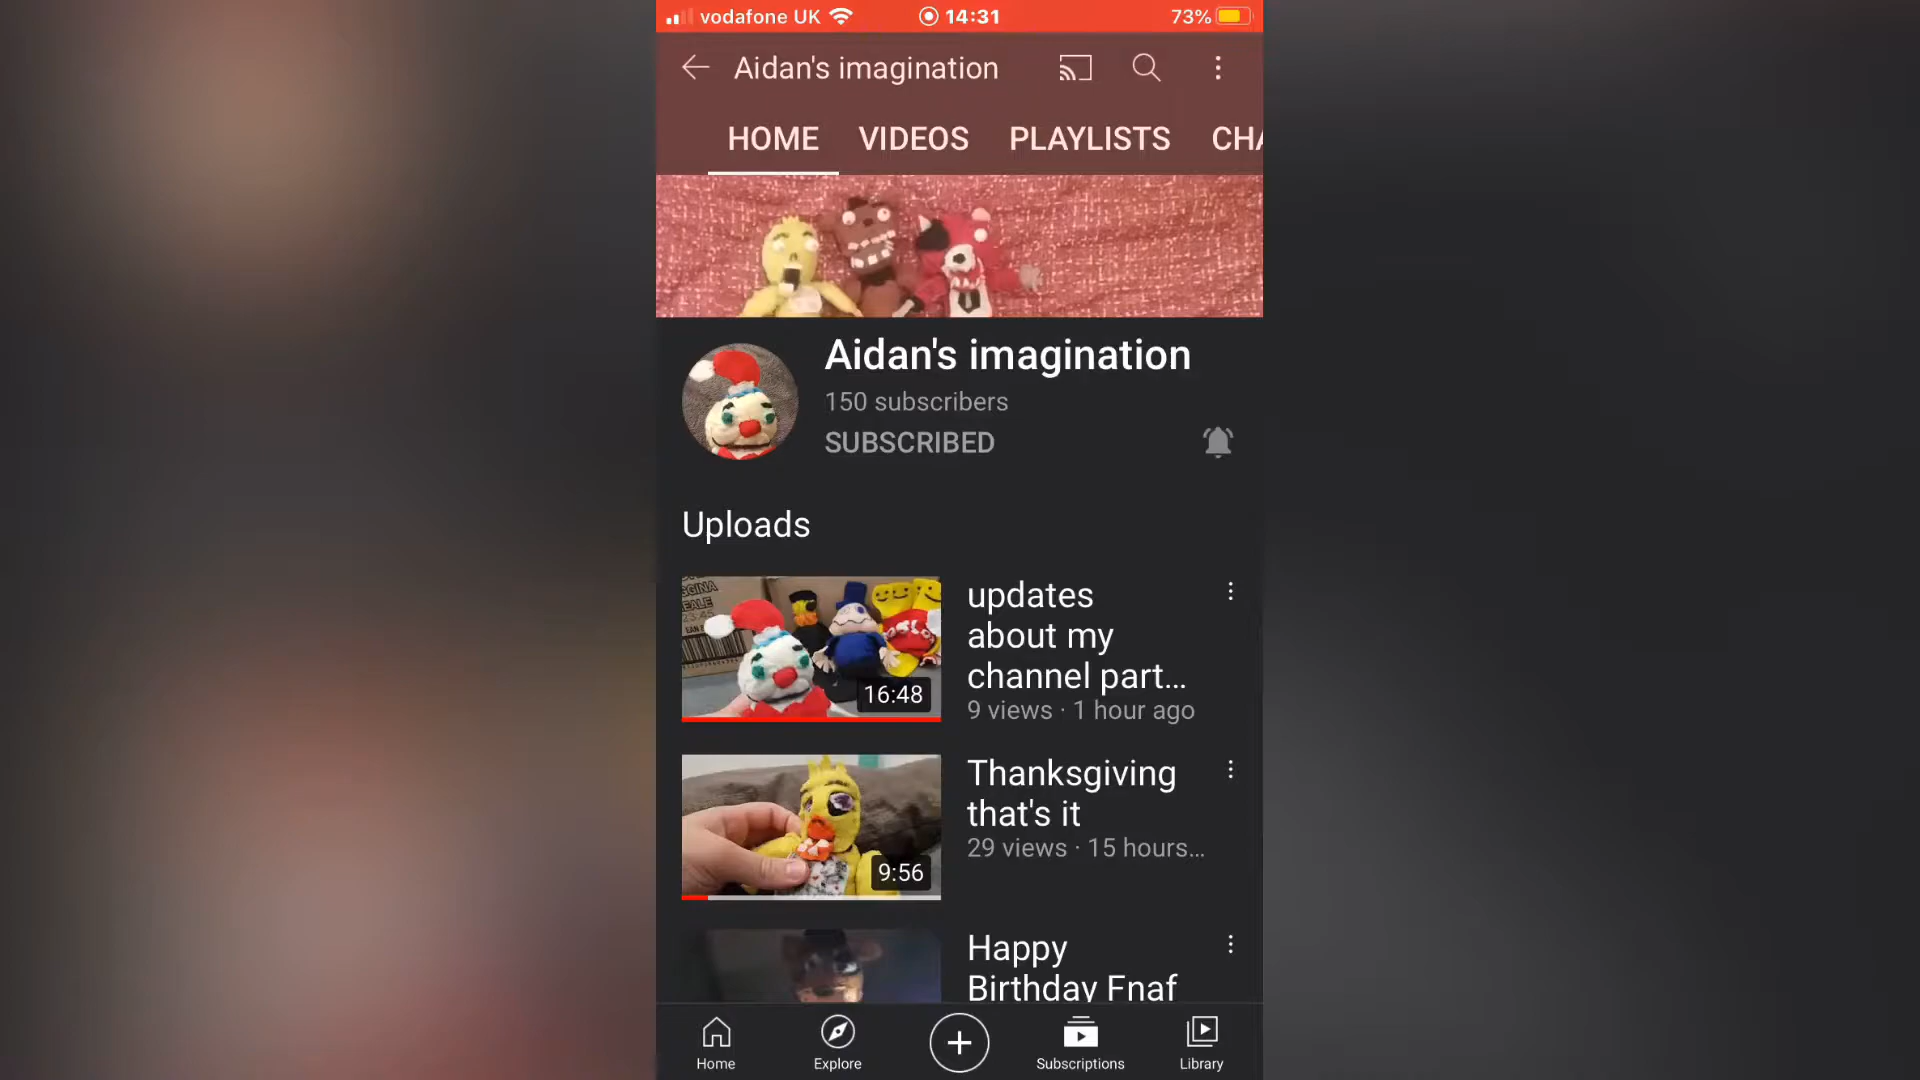 vodafone UK 14:31 73%
Aidan's imagination
HOME VIDEOS PLAYLISTS CHA
Aidan's imagination
150 subscribers
SUBSCRIBED
Uploads
GGINA
EALE
16:48
updates
about my
channel part...
9 views · 1 hour ago
9:56
Thanksgiving
that's it
29 views · 15 hours...
Happy
Birthday Fnaf
Home Explore Subscriptions Library